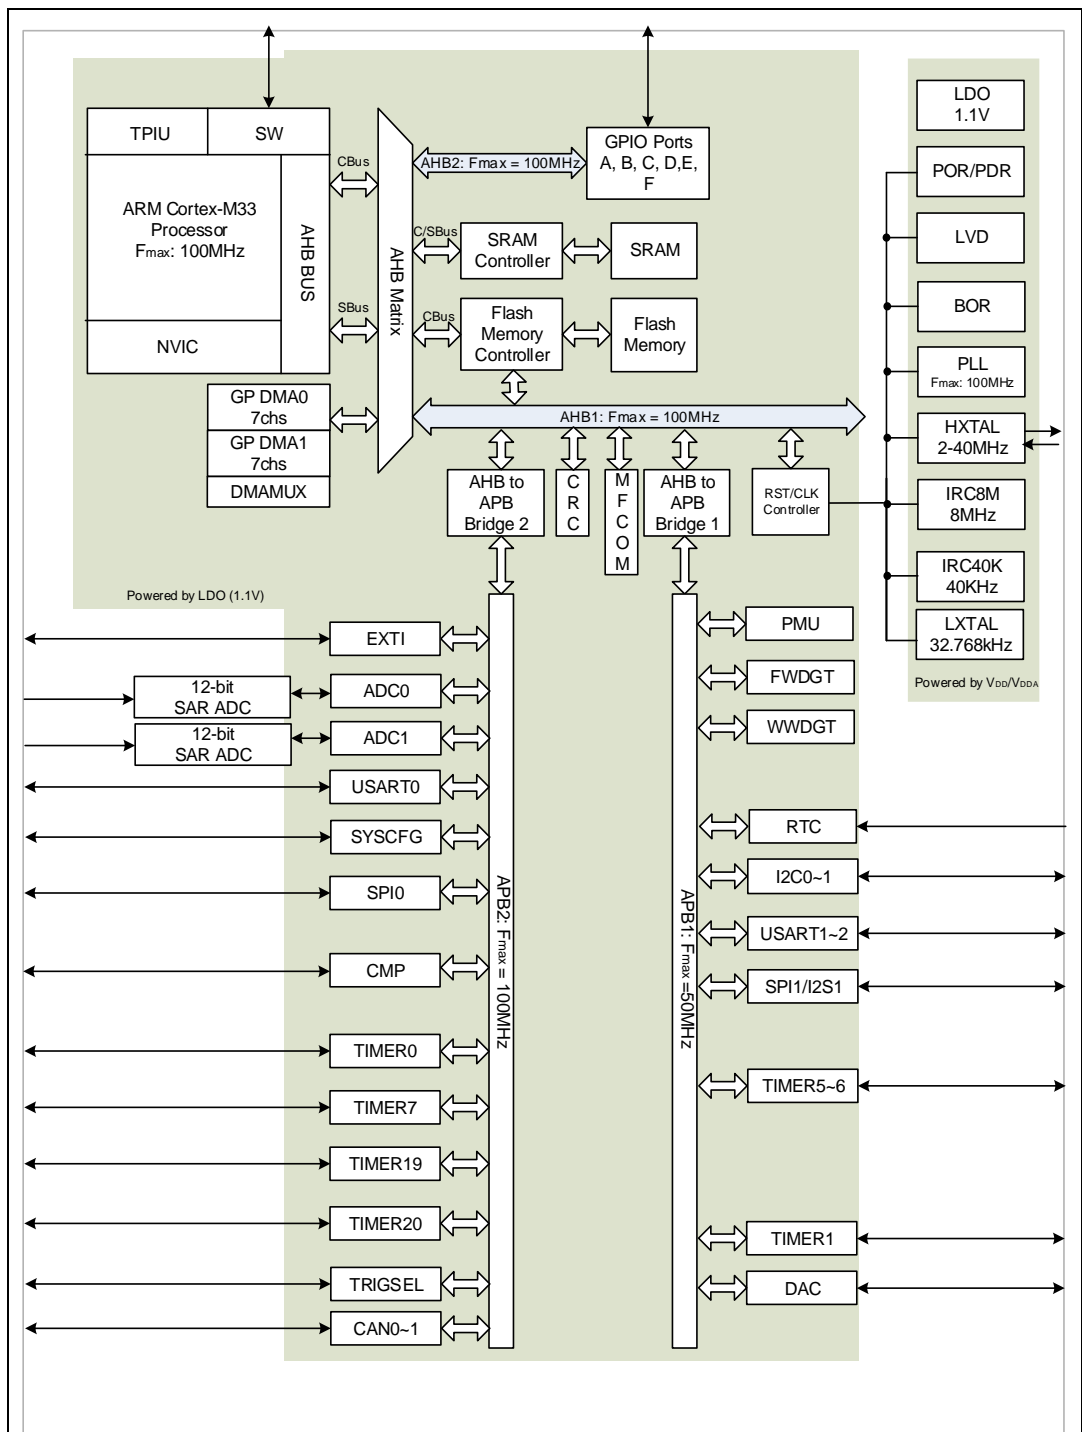 TPIU
SW
ARM Cortex-M33
Processor
Fmax: 100MHz
AHB BUS
NVIC
GP DMA0
7chs
GP DMA1
7chs
DMAMUX
CBus
SBus
AHB Matrix
AHB2: Fmax = 100MHz
GPIO Ports
A, B, C, D,E,
F
C/SBus
SRAM
Controller
SRAM
CBus
Flash
Memory
Controller
Flash
Memory
AHB1: Fmax = 100MHz
AHB to
APB
Bridge 2
C
R
C
M
F
C
O
M
AHB to
APB
Bridge 1
RST/CLK
Controller
Powered by LDO (1.1V)
LDO
1.1V
POR/PDR
LVD
BOR
PLL
Fmax: 100MHz
HXTAL
2-40MHz
IRC8M
8MHz
IRC40K
40KHz
LXTAL
32.768kHz
Powered by VDD/VDDA
EXTI
12-bit
SAR ADC
ADC0
12-bit
SAR ADC
ADC1
USART0
SYSCFG
SPI0
CMP
TIMER0
TIMER7
TIMER19
TIMER20
TRIGSEL
CAN0~1
APB2: Fmax = 100MHz
APB1: Fmax =50MHz
PMU
FWDGT
WWDGT
RTC
I2C0~1
USART1~2
SPI1/I2S1
TIMER5~6
TIMER1
DAC